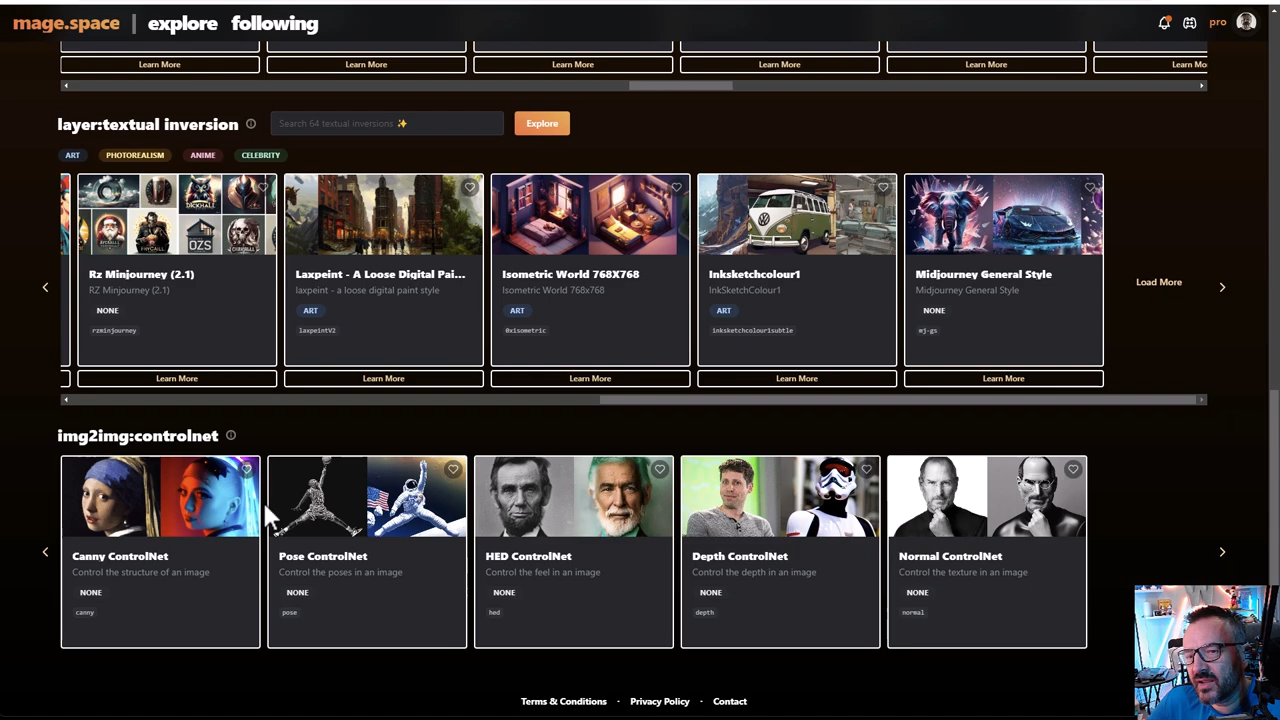 mage.space | explore following
pro
Learn More
Learn More
Learn More
Learn More
Learn More
Learn Mo
layer:textual inversion
Search 64 textual inversions ✨
Explore
ART
PHOTOREALISM
ANIME
CELEBRITY
DICKHALL
OZS
Rz Minjourney (2.1)
RZ Minjourney (2.1)
NONE
rzminjourney
Learn More
Laxpeint - A Loose Digital Pai...
laxpeint - a loose digital paint style
ART
laxpeintV2
Learn More
Isometric World 768X768
Isometric World 768x768
ART
0xisometric
Learn More
Inksketchcolour1
InkSketchColour1
ART
inksketchcolour1subtle
Learn More
Midjourney General Style
Midjourney General Style
NONE
mj-gs
Learn More
Load More
img2img:controlnet
Canny ControlNet
Control the structure of an image
NONE
canny
Pose ControlNet
Control the poses in an image
NONE
pose
HED ControlNet
Control the feel in an image
NONE
hed
Depth ControlNet
Control the depth in an image
NONE
depth
Normal ControlNet
Control the texture in an image
NONE
normal
Terms & Conditions - Privacy Policy - Contact